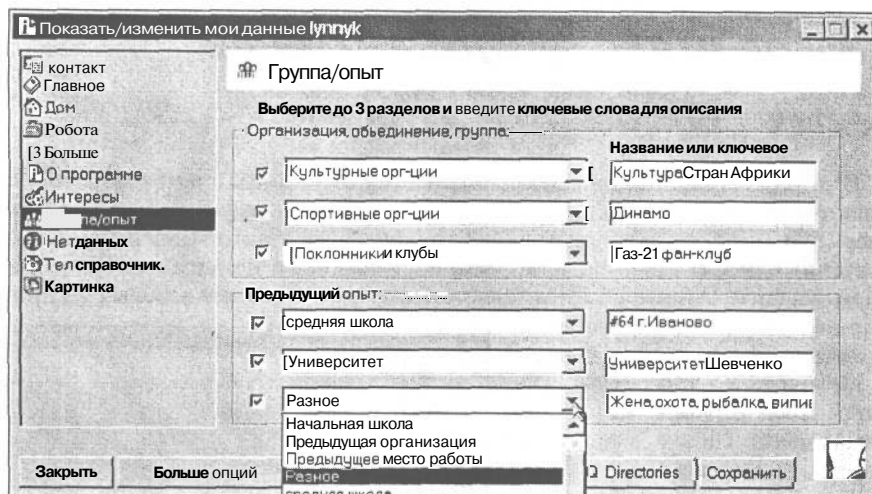 Показать/изменить мои данные lynnyk
контакт
Главное
Дом
Робота
[3 Больше
О программе
Интересы
па/опыт
Нет данных
Тел справочник.
Картинка
Группа/опыт
Выберите до 3 разделов и введите ключевые слова для описания
Организация, объединение, группа:
Название или ключевое
Культурные орг-ции
Культура Стран Африки
Спортивные орг-ции
Динамо
Поклонники и клубы
Газ-21 фан-клуб
Предыдущий опыт:
средняя школа
#64 г.Иваново
Университет
Университет Шевченко
Разное
Жена, охота, рыбалка, випив
Начальная школа
Предыдущая организация
Предыдущее место работы
Разное
средняя школа
Закрыть
Больше опций
Directories
Сохранить